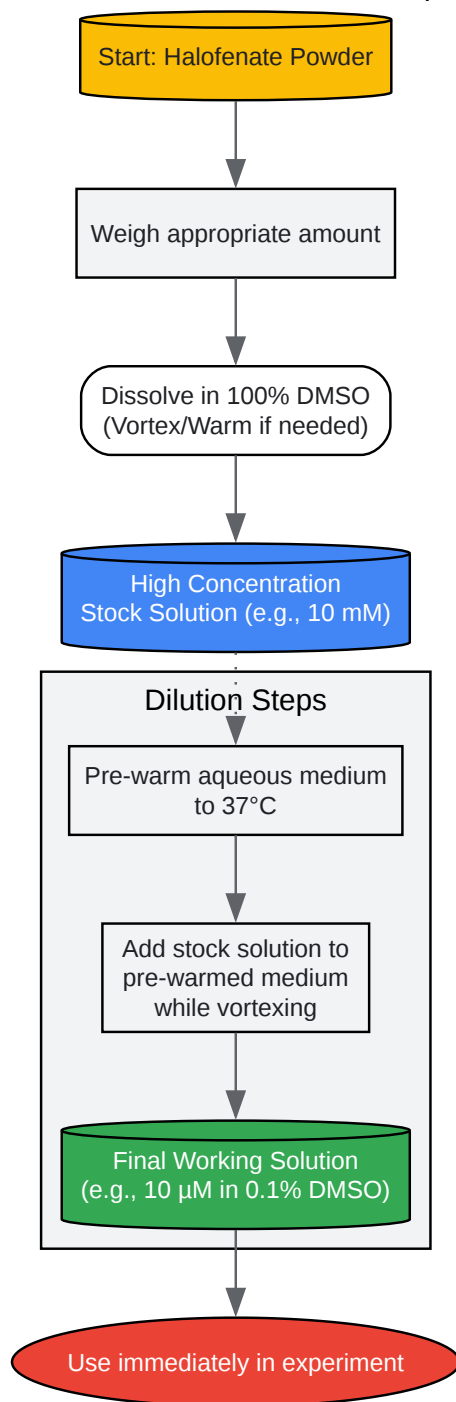 Start: Halofenate Powder
Weigh appropriate amount
Dissolve in 100% DMSO
(Vortex/Warm if needed)
High Concentration
Stock Solution (e.g., 10 mM)
Dilution Steps
Pre-warm aqueous medium
to 37°C
Add stock solution to
pre-warmed medium
while vortexing
Final Working Solution
(e.g., 10 µM in 0.1% DMSO)
Use immediately in experiment